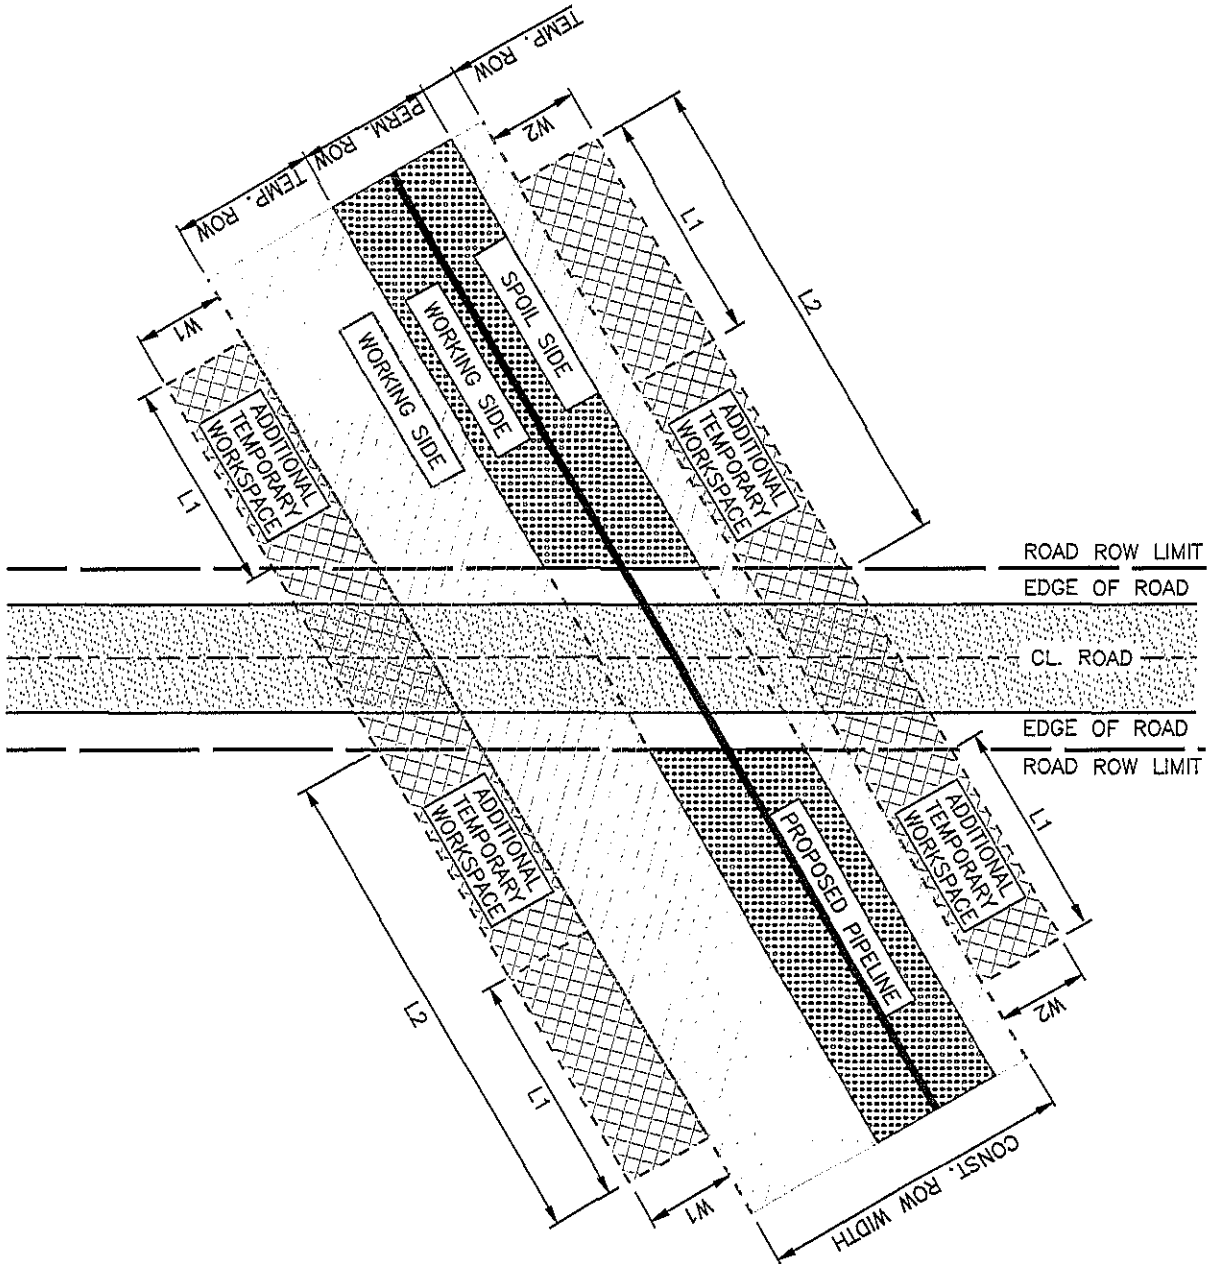 TEMP. ROW
PERM. ROW
TEMP. ROW
W2
L1
L2
W1
SPOIL SIDE
WORKING SIDE
WORKING SIDE
ADDITIONAL
TEMPORARY
WORKSPACE
L1
ADDITIONAL
TEMPORARY
WORKSPACE
ROAD ROW LIMIT
EDGE OF ROAD
CL. ROAD
EDGE OF ROAD
ROAD ROW LIMIT
ADDITIONAL
TEMPORARY
WORKSPACE
PROPOSED PIPELINE
ADDITIONAL
TEMPORARY
WORKSPACE
L1
L2
L1
W2
W1
CONST. ROW WIDTH